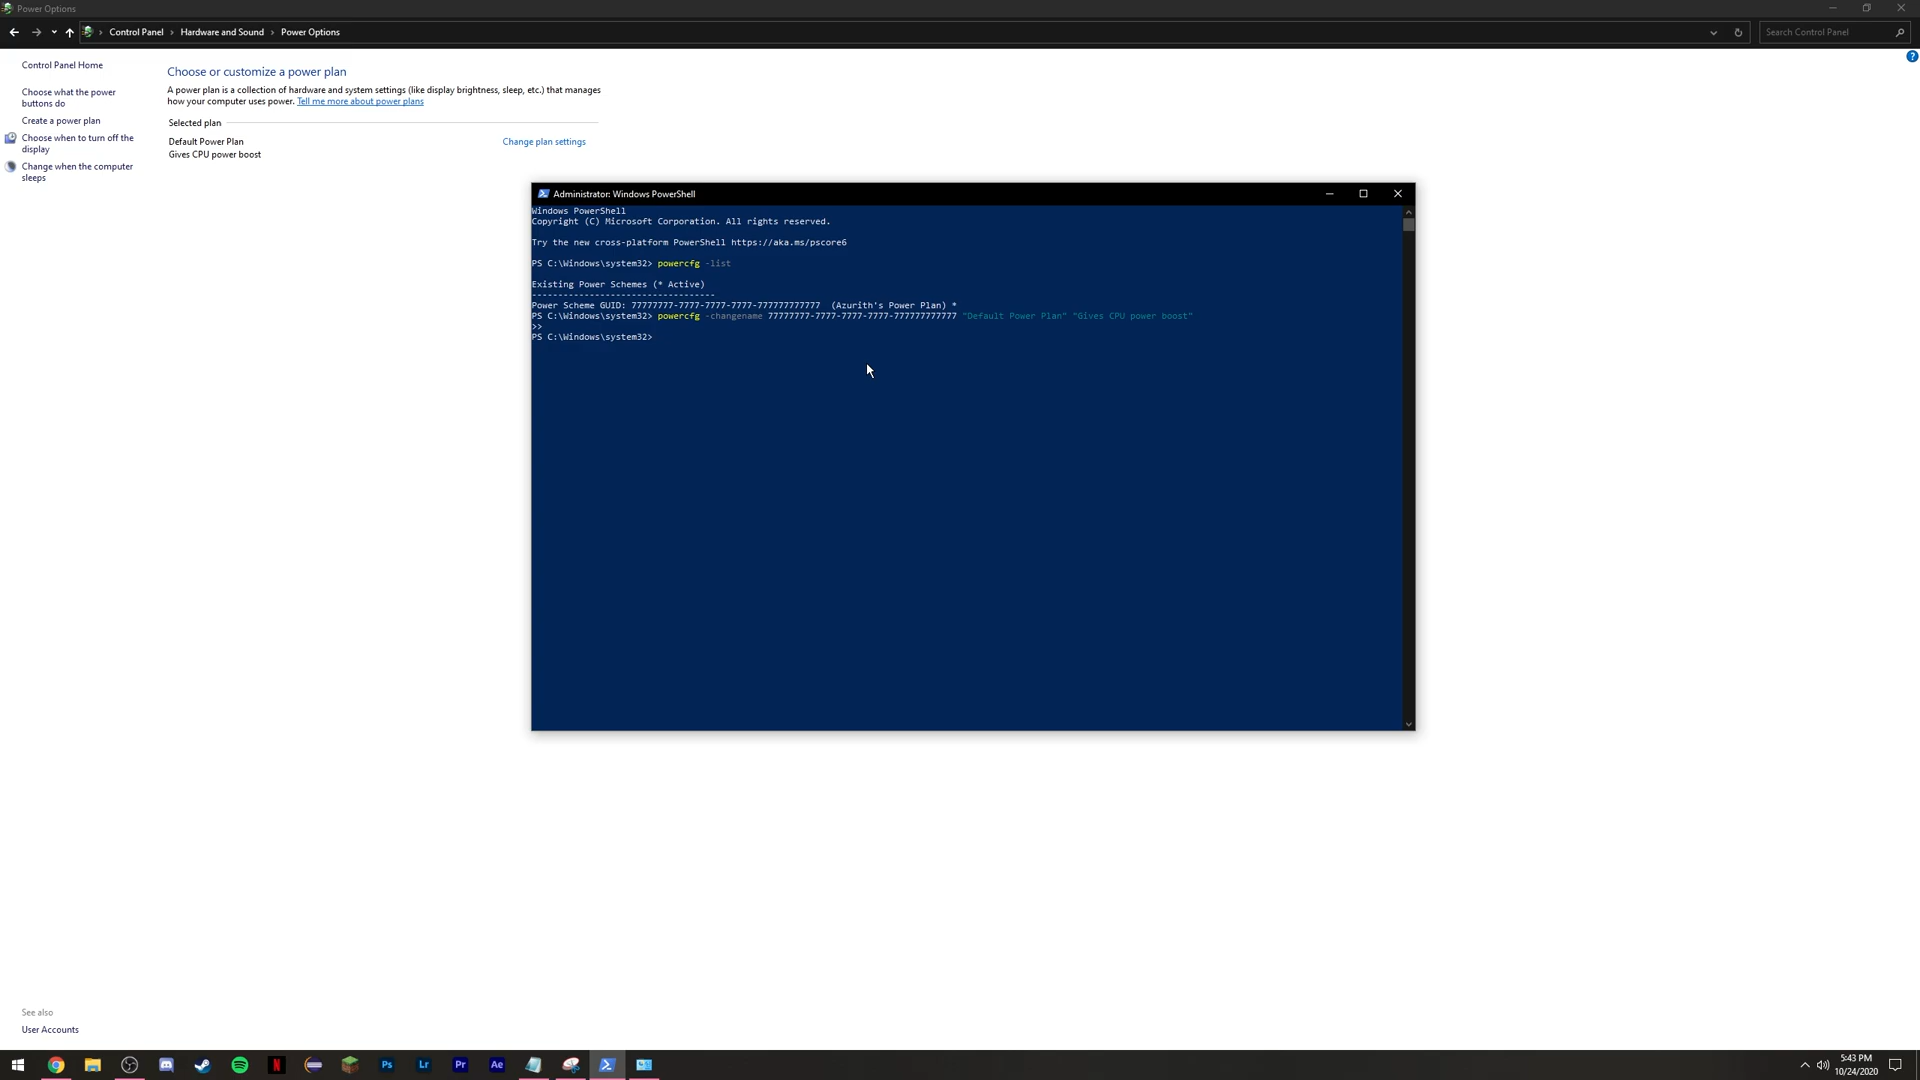 Power Options
Control Panel > Hardware and Sound > Power Options
Search Control Panel
Control Panel Home
Choose what the power
buttons do
Create a power plan
Choose when to turn off the
display
Change when the computer
sleeps
Choose or customize a power plan
A power plan is a collection of hardware and system settings (like display brightness, sleep, etc.) that manages
how your computer uses power. Tell me more about power plans
Selected plan
Default Power Plan
Change plan settings
Gives CPU power boost
Administrator: Windows PowerShell
Windows PowerShell
Copyright (C) Microsoft Corporation. All rights reserved.
Try the new cross-platform PowerShell https://aka.ms/pscore6
PS C:\Windows\system32> powercfg -list
Existing Power Schemes (* Active)
-----------------------------------
Power Scheme GUID: 77777777-7777-7777-7777-777777777777  (Azurith's Power Plan) *
PS C:\Windows\system32> powercfg -changename 77777777-7777-7777-7777-777777777777 "Default Power Plan" "Gives CPU power boost"
>>
PS C:\Windows\system32>
See also
User Accounts
N
Ps
Lr
Pr
Ae
5:43 PM
10/24/2020